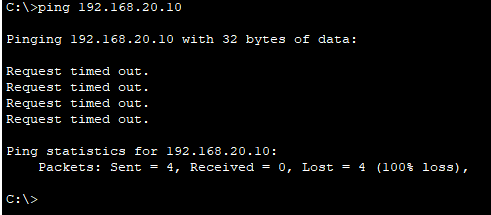 C:\>ping 192.168.20.10
Pinging 192.168.20.10 with 32 bytes of data:
Request timed out.
Request timed out.
Request timed out.
Request timed out.
Ping statistics for 192.168.20.10:
    Packets: Sent = 4, Received = 0, Lost = 4 (100% loss),
C:\>